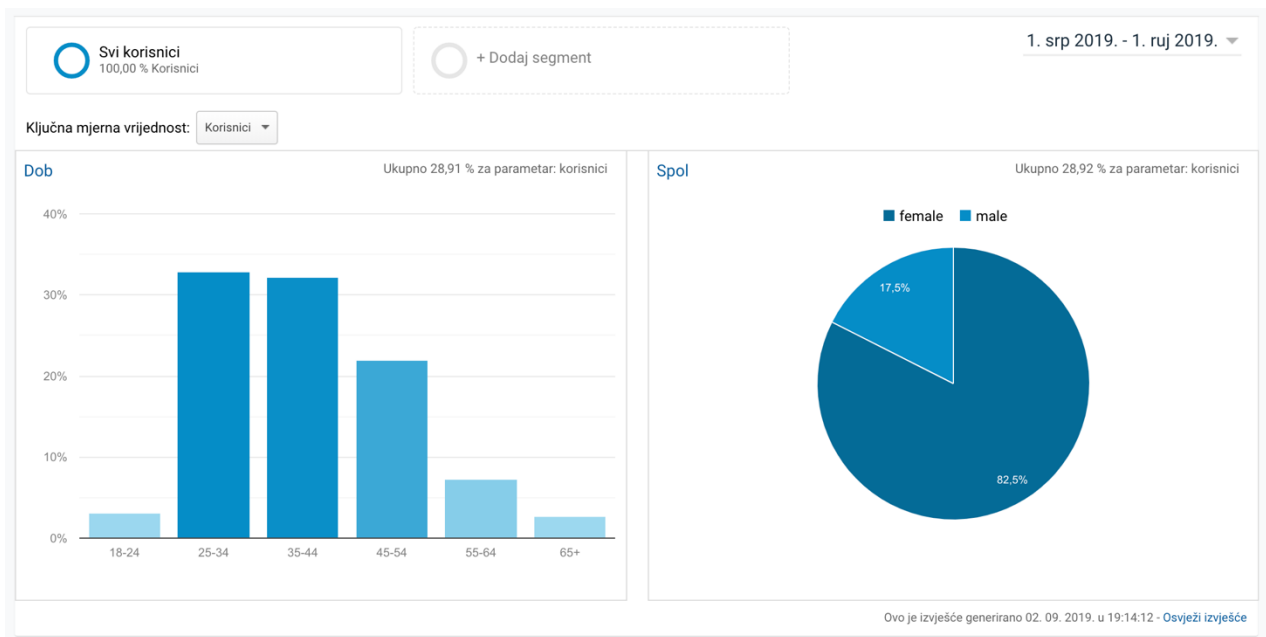 Svi korisnici
100,00 % Korisnici
+ Dodaj segment
1. srp 2019. - 1. ruj 2019.
Ključna mjerna vrijednost: Korisnici
Dob
Ukupno 28,91 % za parametar: korisnici
40%
30%
20%
10%
0%
18-24 25-34 35-44 45-54 55-64 65+
Spol
Ukupno 28,92 % za parametar: korisnici
female male
17,5%
82,5%
Ovo je izvješće generirano 02. 09. 2019. u 19:14:12 - Osvježi izvješće